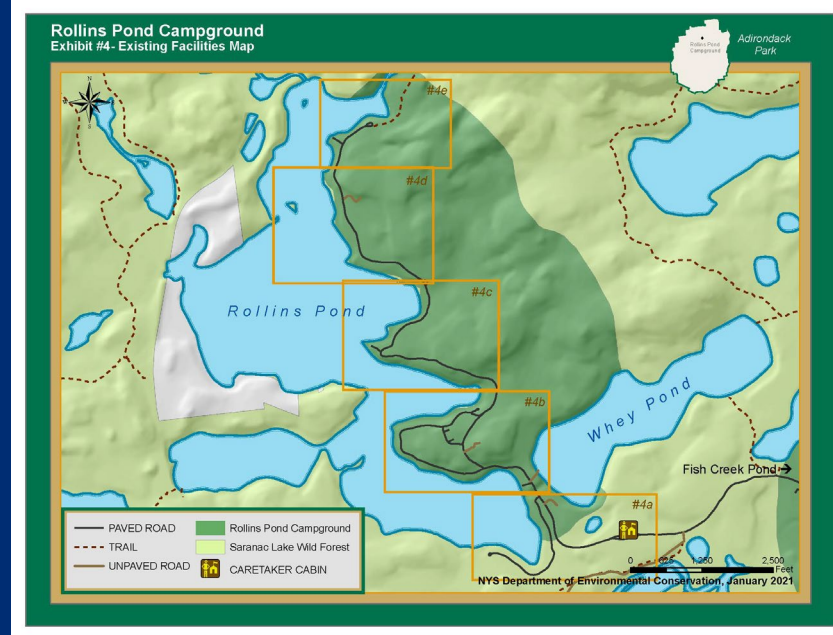 Rollins Pond Campground
Exhibit #4- Existing Facilities Map
Rollins Pond
Campground
Adirondack
Park
N
S
#4e
#4d
#4c
Rollins Pond
#4b
Whey Pond
Fish Creek Pond
#4a
PAVED ROAD
TRAIL
UNPAVED ROAD
Rollins Pond Campground
Saranac Lake Wild Forest
CARETAKER CABIN
0 625 1,250 2,500
Feet
NYS Department of Environmental Conservation, January 2021